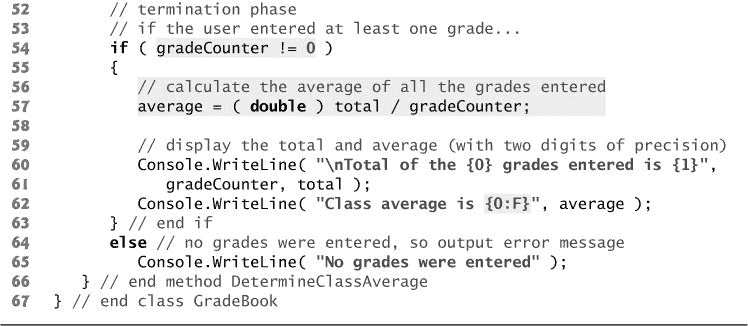 52 // termination phase
53 // if the user entered at least one grade...
54 if ( gradeCounter != 0 )
55 {
56 // calculate the average of all the grades entered
57 average = ( double ) total / gradeCounter;
58
59 // display the total and average (with two digits of precision)
60 Console.WriteLine( "\nTotal of the {0} grades entered is {1}",
61 gradeCounter, total );
62 Console.WriteLine( "Class average is {0:F}", average );
63 } // end if
64 else // no grades were entered, so output error message
65 Console.WriteLine( "No grades were entered" );
66 } // end method DetermineClassAverage
67 } // end class GradeBook